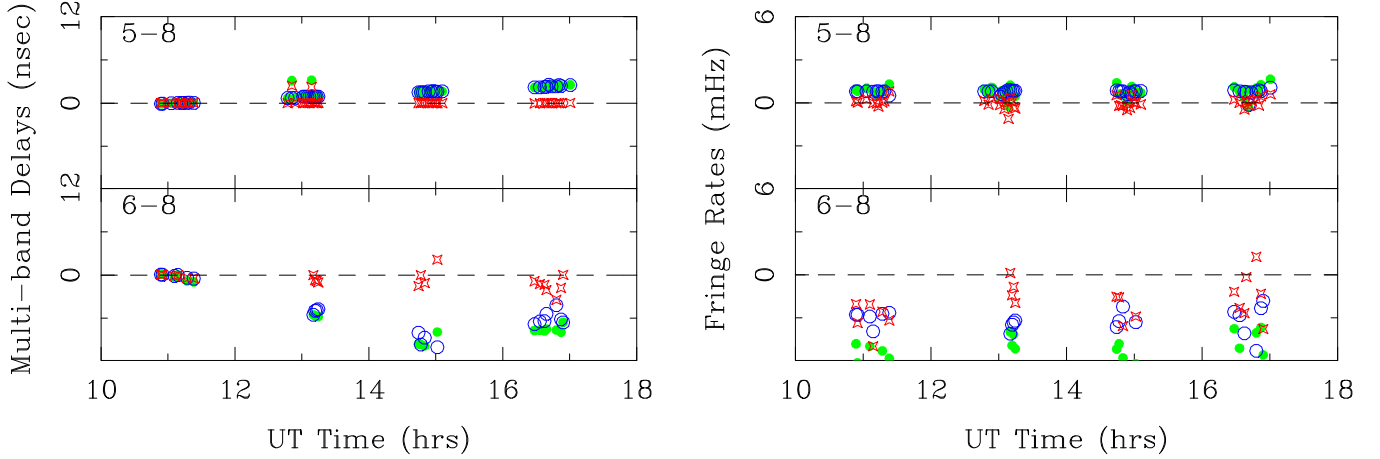 Multi-band Delays (nsec)
12
5-8
0
12
6-8
0
10 12 14 16 18
UT Time (hrs)
Fringe Rates (mHz)
6
5-8
0
6
6-8
0
10 12 14 16 18
UT Time (hrs)